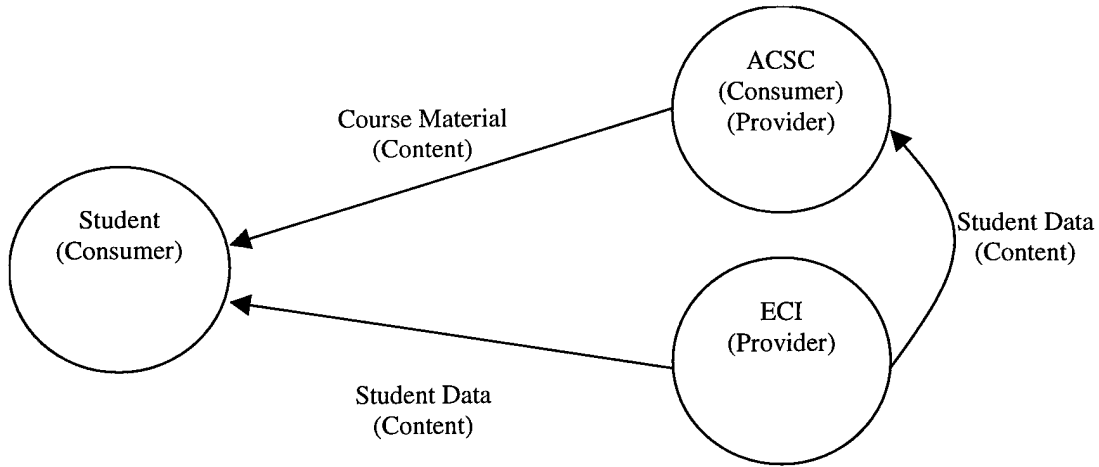 ACSC
(Consumer)
(Provider)
Course Material
(Content)
Student
(Consumer)
Student Data
(Content)
ECI
(Provider)
Student Data
(Content)